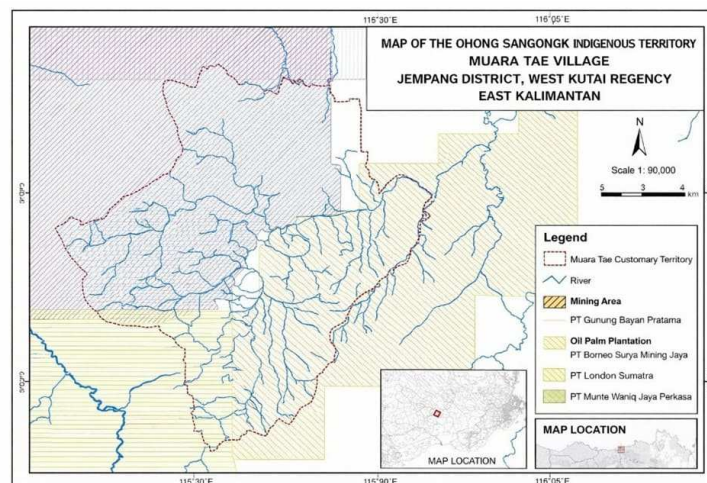 115°30´E
116°05´E
MAP OF THE OHONG SANGONGK INDIGENOUS TERRITORY
MUARA TAE VILLAGE
JEMPANG DISTRICT, WEST KUTAI REGENCY
EAST KALIMANTAN
N
Scale 1: 90,000
5 0 2 3 4
km
Legend
Muara Tae Customary Territory
River
Mining Area
PT Gunung Bayan Pratama
Oil Palm Plantation
PT Borneo Surya Mining Jaya
PT London Sumatra
PT Munte Waniq Jaya Perkasa
MAP LOCATION
MAP LOCATION
115°30´E
115°90´E
116°05´E